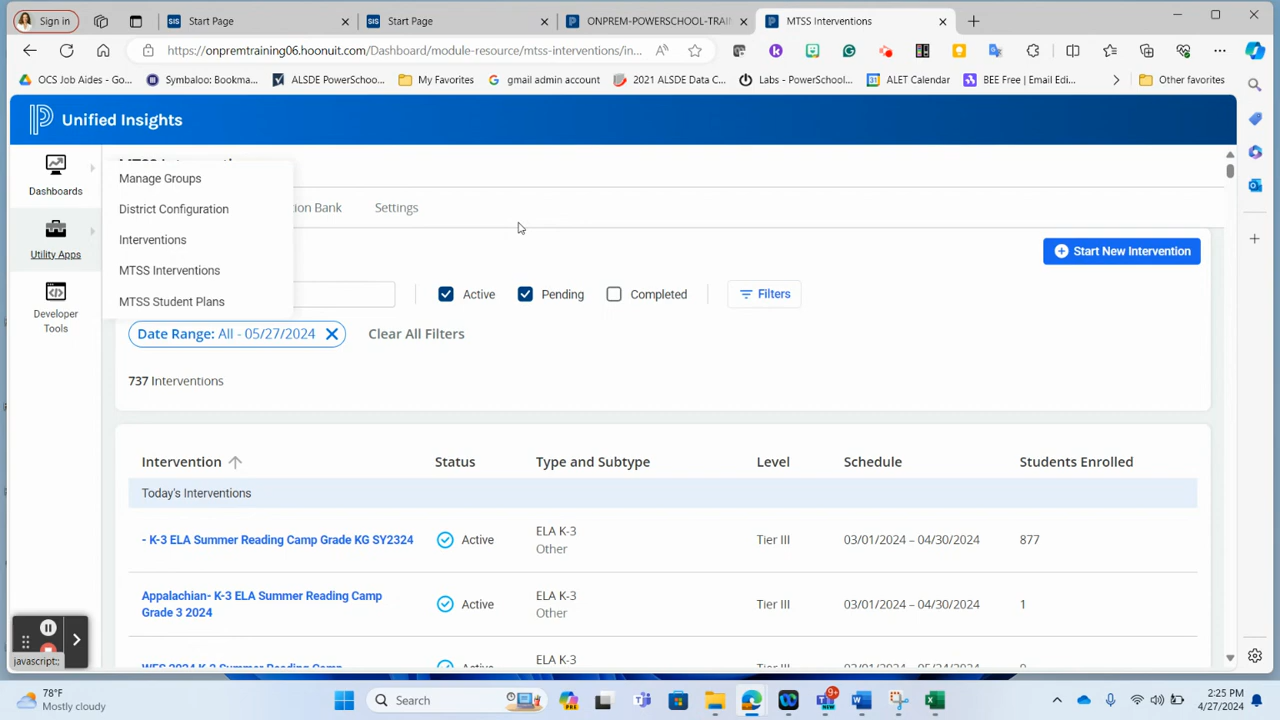 Sign in
SIS Start Page
SIS Start Page
ONPREM-POWERSCHOOL-TRAI
MTSS Interventions
https://onpremtraining06.hoonuit.com/Dashboard/module-resource/mtss-interventions/in...
OCS Job Aides - Go...
Symbaloo: Bookma...
ALSDE PowerSchoo...
My Favorites
gmail admin account
2021 ALSDE Data C...
Labs - PowerSchool...
ALET Calendar
BEE Free | Email Edi...
Other favorites
Unified Insights
Dashboards
Utility Apps
Developer
Tools
Manage Groups
District Configuration
Interventions
MTSS Interventions
MTSS Student Plans
ion Bank
Settings
Start New Intervention
Active
Pending
Completed
Filters
Date Range: All - 05/27/2024
Clear All Filters
737 Interventions
Intervention
Status
Type and Subtype
Level
Schedule
Students Enrolled
Today's Interventions
- K-3 ELA Summer Reading Camp Grade KG SY2324
Active
ELA K-3
Other
Tier III
03/01/2024 – 04/30/2024
877
Appalachian- K-3 ELA Summer Reading Camp
Grade 3 2024
Active
ELA K-3
Other
Tier III
03/01/2024 – 04/30/2024
1
ELA K-3
javascript:;
78°F
Mostly cloudy
Search
2:25 PM
4/27/2024